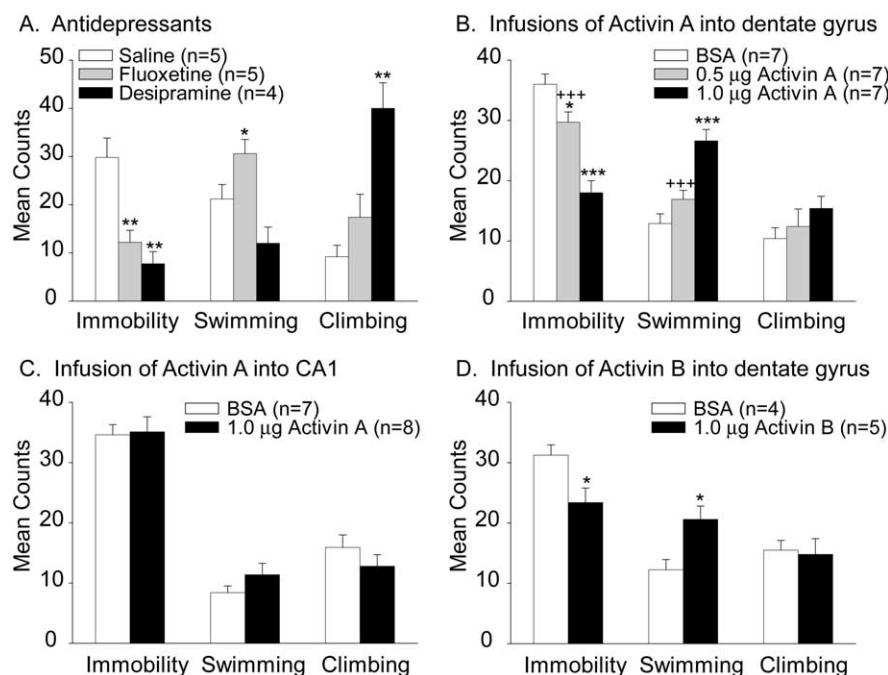 A. Antidepressants
Saline (n=5)
Fluoxetine (n=5)
Desipramine (n=4)
Mean Counts
50
40
30
20
10
0
**
**
*
**
Immobility
Swimming
Climbing
B. Infusions of Activin A into dentate gyrus
BSA (n=7)
0.5 μg Activin A (n=7)
1.0 μg Activin A (n=7)
Mean Counts
40
30
20
10
0
+++
*
***
+++
***
Immobility
Swimming
Climbing
C. Infusion of Activin A into CA1
BSA (n=7)
1.0 μg Activin A (n=8)
Mean Counts
40
30
20
10
0
Immobility
Swimming
Climbing
D. Infusion of Activin B into dentate gyrus
BSA (n=4)
1.0 μg Activin B (n=5)
Mean Counts
40
30
20
10
0
*
*
Immobility
Swimming
Climbing